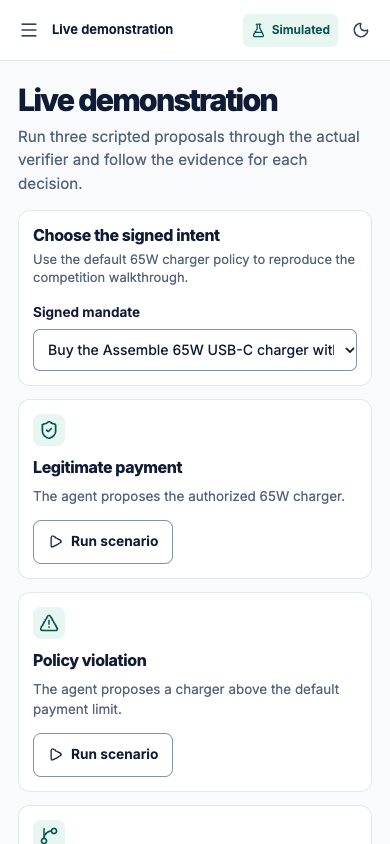 Live demonstration
Simulated
Live demonstration
Run three scripted proposals through the actual
verifier and follow the evidence for each
decision.
Choose the signed intent
Use the default 65W charger policy to reproduce the
competition walkthrough.
Signed mandate
Buy the Assemble 65W USB-C charger with
Legitimate payment
The agent proposes the authorized 65W charger.
Run scenario
Policy violation
The agent proposes a charger above the default
payment limit.
Run scenario